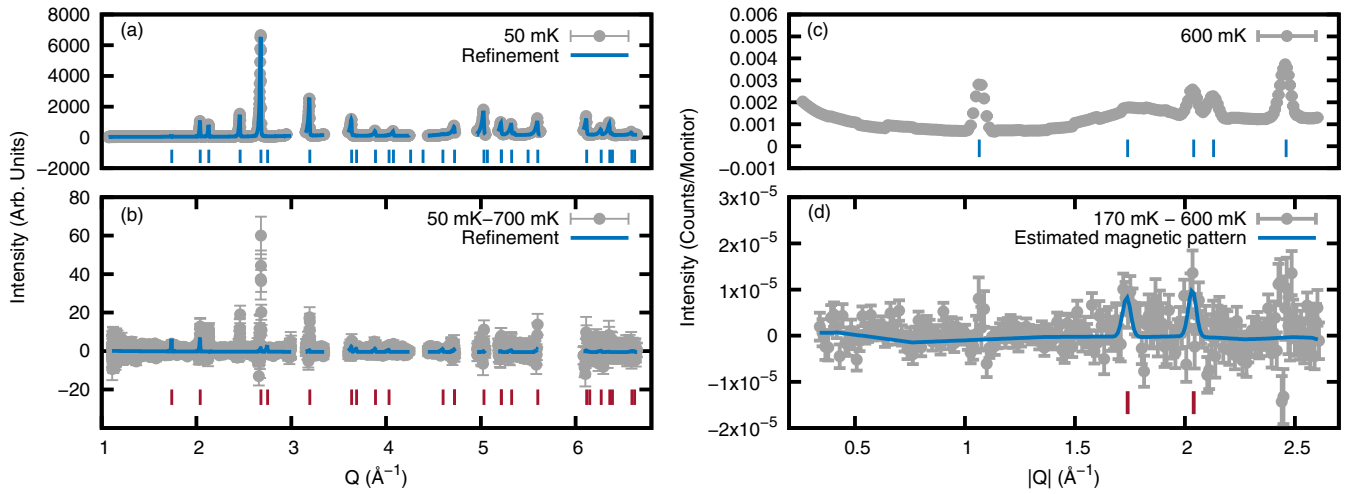 (a)
50 mK
Refinement
8000
6000
4000
2000
0
−2000
(b)
50 mK−700 mK
Refinement
80
60
40
20
0
−20
1 2 3 4 5 6
Q (Å⁻¹)
Intensity (Arb. Units)
(c)
600 mK
0.006
0.005
0.004
0.003
0.002
0.001
0
−0.001
(d)
170 mK − 600 mK
Estimated magnetic pattern
3x10⁻⁵
2x10⁻⁵
1x10⁻⁵
0
−1x10⁻⁵
−2x10⁻⁵
0.5 1 1.5 2 2.5
|Q| (Å⁻¹)
Intensity (Counts/Monitor)